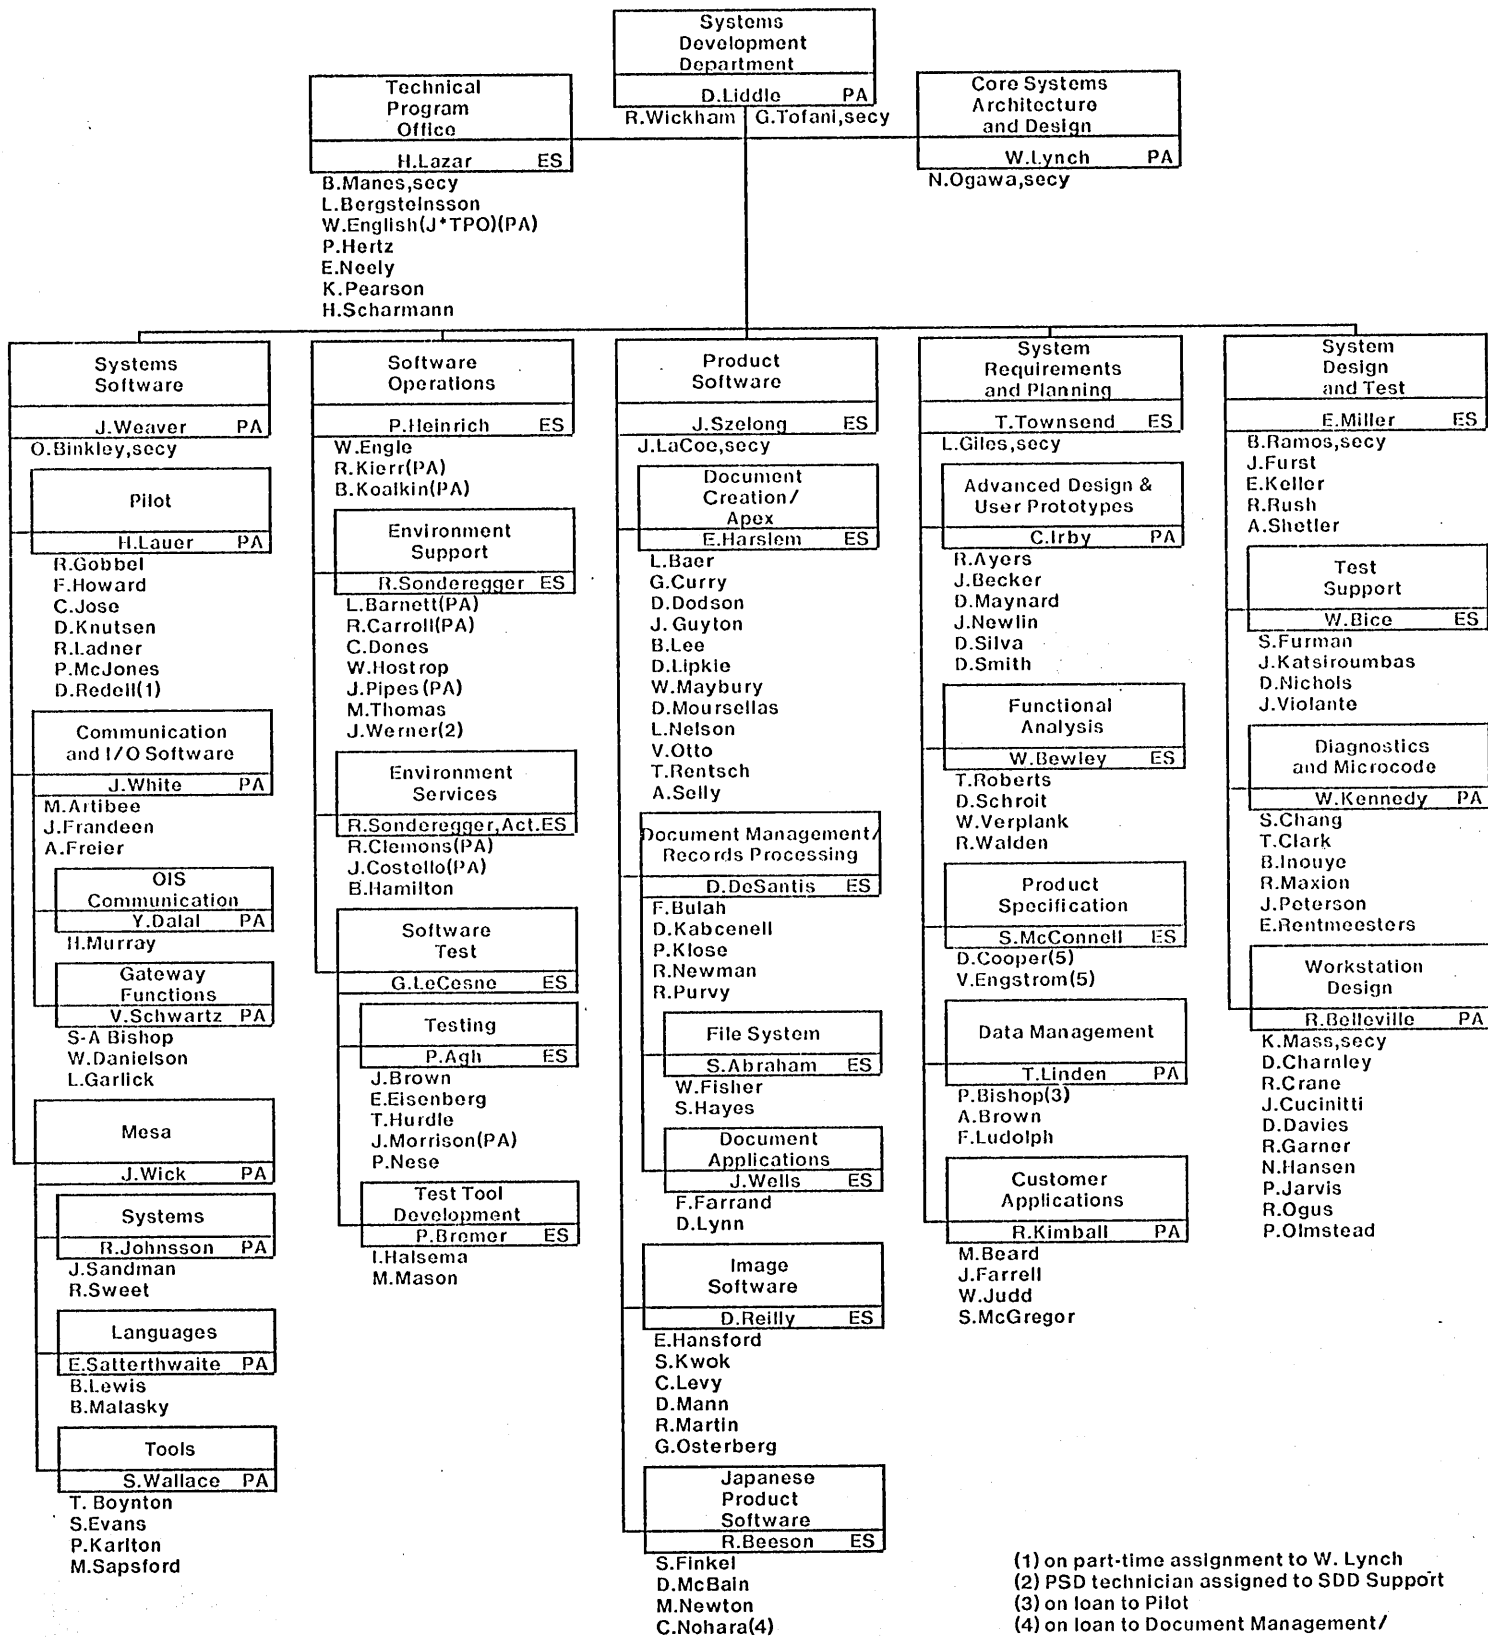 Systems
Development
Department
D.Liddle PA
R.Wickham G.Tofani,secy
Technical
Program
Office
H.Lazar ES
B.Manes,secy
L.Bergsteinsson
W.English(J*TPO)(PA)
P.Hertz
E.Neely
K.Pearson
H.Scharmann
Core Systems
Architecture
and Design
W.Lynch PA
N.Ogawa,secy
Systems
Software
J.Weaver PA
O.Binkley,secy
Pilot
H.Lauer PA
R.Gobbel
F.Howard
C.Jose
D.Knutsen
R.Ladner
P.McJones
D.Redell(1)
Communication
and I/O Software
J.White PA
M.Artibee
J.Frandeen
A.Freier
OIS
Communication
Y.Dalal PA
H.Murray
Gateway
Functions
V.Schwartz PA
S-A Bishop
W.Danielson
L.Garlick
Mesa
J.Wick PA
Systems
R.Johnsson PA
J.Sandman
R.Sweet
Languages
E.Satterthwaite PA
B.Lewis
B.Malasky
Tools
S.Wallace PA
T. Boynton
S.Evans
P.Karlton
M.Sapsford
Software
Operations
P.Heinrich ES
W.Engle
R.Kierr(PA)
B.Koalkin(PA)
Environment
Support
R.Sonderegger ES
L.Barnett(PA)
R.Carroll(PA)
C.Dones
W.Hostrop
J.Pipes(PA)
M.Thomas
J.Werner(2)
Environment
Services
R.Sonderegger,Act.ES
R.Clemons(PA)
J.Costello(PA)
B.Hamilton
Software
Test
G.LeCesne ES
Testing
P.Agh ES
J.Brown
E.Eisenberg
T.Hurdle
J.Morrison(PA)
P.Nese
Test Tool
Development
P.Bremer ES
I.Halsema
M.Mason
Product
Software
J.Szelong ES
J.LaCoe,secy
Document
Creation/
Apex
E.Harslem ES
L.Baer
G.Curry
D.Dodson
J. Guyton
B.Lee
D.Lipkie
W.Maybury
D.Moursellas
L.Nelson
V.Otto
T.Rentsch
A.Selly
Document Management/
Records Processing
D.DeSantis ES
F.Bulah
D.Kabcenell
P.Klose
R.Newman
R.Purvy
File System
S.Abraham ES
W.Fisher
S.Hayes
Document
Applications
J.Wells ES
F.Farrand
D.Lynn
Image
Software
D.Reilly ES
E.Hansford
S.Kwok
C.Levy
D.Mann
R.Martin
G.Osterberg
Japanese
Product
Software
R.Beeson ES
S.Finkel
D.McBain
M.Newton
C.Nohara(4)
System
Requirements
and Planning
T.Townsend ES
L.Giles,secy
Advanced Design &
User Prototypes
C.Irby PA
R.Ayers
J.Becker
D.Maynard
J.Newlin
D.Silva
D.Smith
Functional
Analysis
W.Bewley ES
T.Roberts
D.Schroit
W.Verplank
R.Walden
Product
Specification
S.McConnell ES
D.Cooper(5)
V.Engstrom(5)
Data Management
T.Linden PA
P.Bishop(3)
A.Brown
F.Ludolph
Customer
Applications
R.Kimball PA
M.Beard
J.Farrell
W.Judd
S.McGregor
System
Design
and Test
E.Miller ES
B.Ramos,secy
J.Furst
E.Keller
R.Rush
A.Shetler
Test
Support
W.Bice ES
S.Furman
J.Katsiroumbas
D.Nichols
J.Violante
Diagnostics
and Microcode
W.Kennedy PA
S.Chang
T.Clark
B.Inouye
R.Maxion
J.Peterson
E.Rentmeesters
Workstation
Design
R.Belleville PA
K.Mass,secy
D.Charnley
R.Crane
J.Cucinitti
D.Davies
R.Garner
N.Hansen
P.Jarvis
R.Ogus
P.Olmstead
(1) on part-time assignment to W. Lynch
(2) PSD technician assigned to SDD Support
(3) on loan to Pilot
(4) on loan to Document Management/